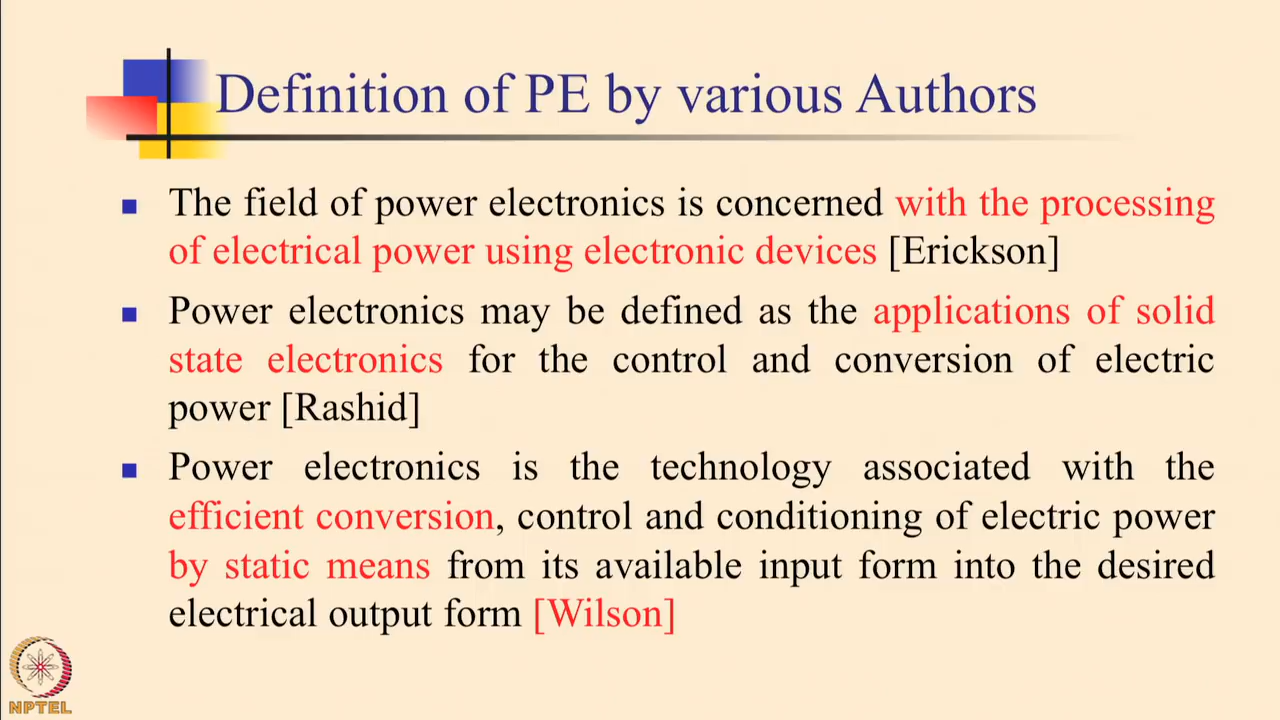 Definition of PE by various Authors
The field of power electronics is concerned with the processing
of electrical power using electronic devices [Erickson]
Power electronics may be defined as the applications of solid
state electronics for the control and conversion of electric
power [Rashid]
Power electronics is the technology associated with the
efficient conversion, control and conditioning of electric power
by static means from its available input form into the desired
electrical output form [Wilson]
NPTEL